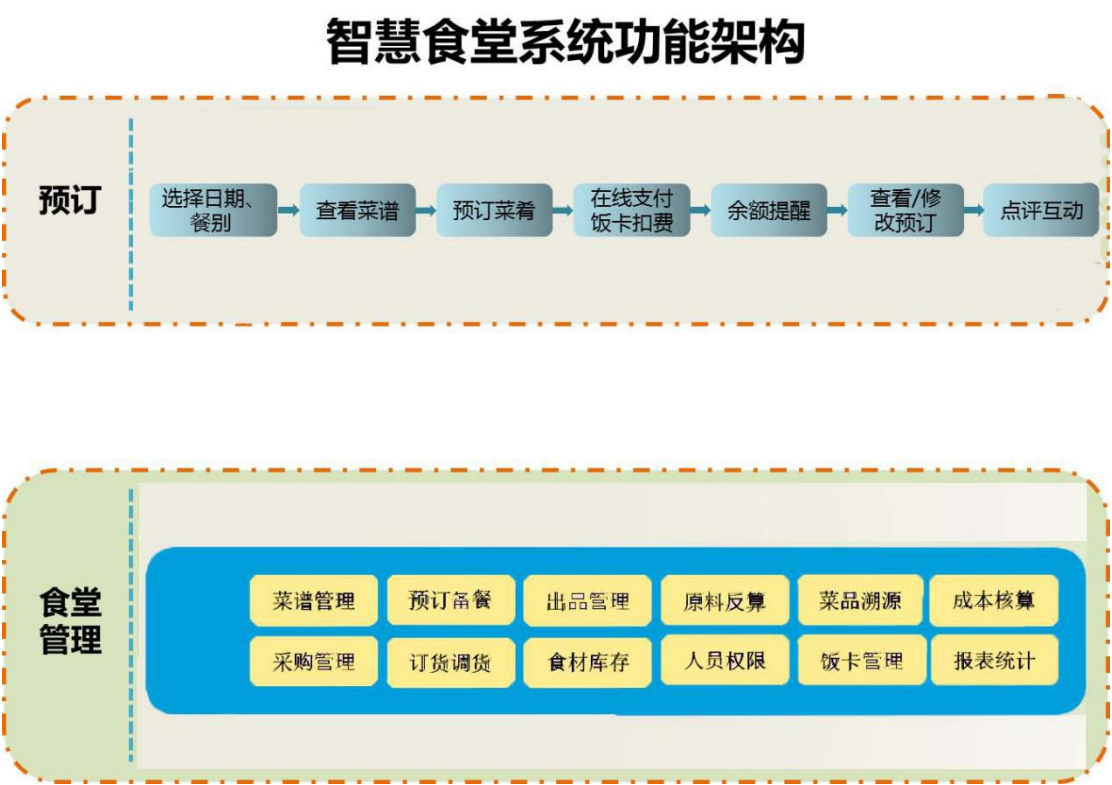 智慧食堂系统功能架构
预订
选择日期、
餐别
查看菜谱
预订菜肴
在线支付
饭卡扣费
余额提醒
查看/修
改预订
点评互动
食堂
管理
菜谱管理
预订备餐
出品管理
原料反算
菜品溯源
成本核算
采购管理
订货调货
食材库存
人员权限
饭卡管理
报表统计